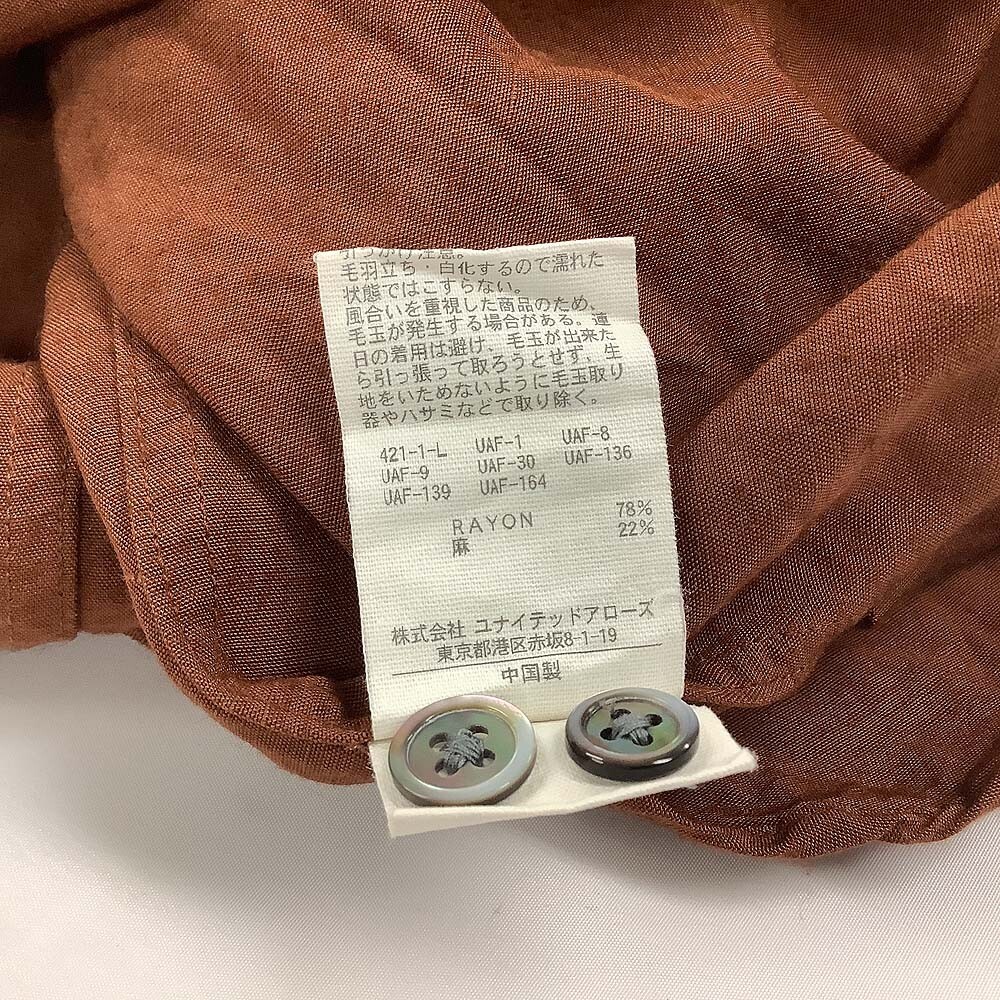 引っかけ注意。
毛羽立ち・白化するので濡れた
状態ではこすらない。
風合いを重視した商品のため、
毛玉が発生する場合がある。連
日の着用は避け、毛玉が出来た
ら引っ張って取ろうとせず、生
地をいためないように毛玉取り
器やハサミなどで取り除く。
421-1-L UAF-1 UAF-8
UAF-9 UAF-30 UAF-136
UAF-139 UAF-164
RAYON 78%
麻 22%
株式会社 ユナイテッドアローズ
東京都港区赤坂8-1-19
中国製